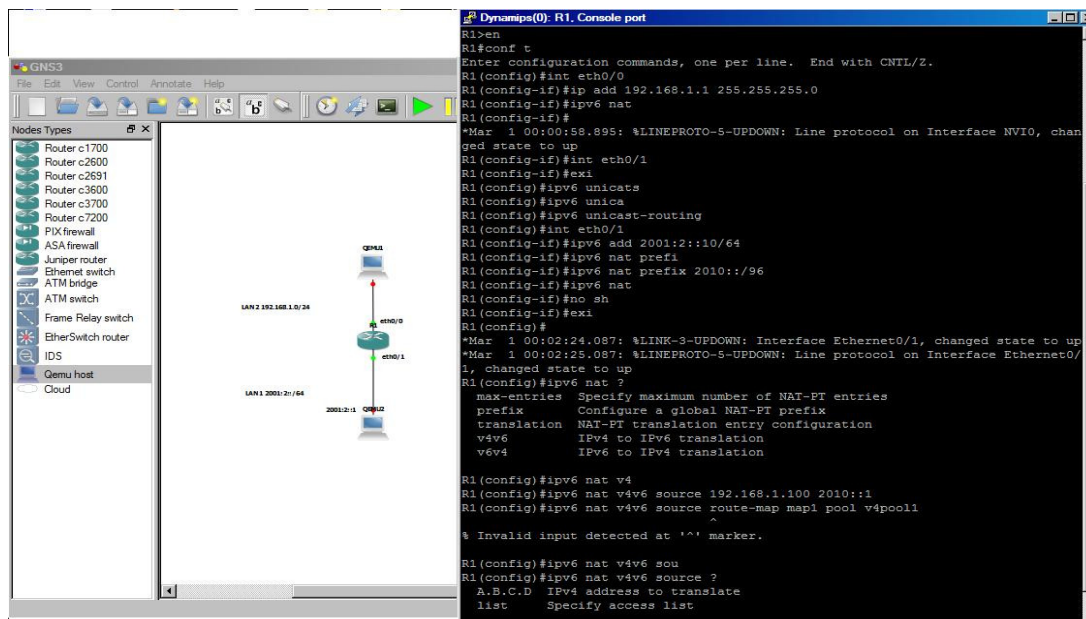 GNS3
File Edit View Control Annotate Help
Nodes Types
Router c1700
Router c2600
Router c2691
Router c3600
Router c3700
Router c7200
PIX firewall
ASA firewall
Juniper router
Ethernet switch
ATM bridge
ATM switch
Frame Relay switch
EtherSwitch router
IDS
Qemu host
Cloud
QEMU1
LAN 2 192.168.1.0/24
eth0/0
R1
eth0/1
LAN 1 2001:2::/64
2001:2::1 QEMU2
Dynamips(0): R1, Console port
R1>en
R1#conf t
Enter configuration commands, one per line. End with CNTL/Z.
R1(config)#int eth0/0
R1(config-if)#ip add 192.168.1.1 255.255.255.0
R1(config-if)#ipv6 nat
R1(config-if)#
*Mar 1 00:00:58.895: %LINEPROTO-5-UPDOWN: Line protocol on Interface NVI0, chan
ged state to up
R1(config-if)#int eth0/1
R1(config-if)#exi
R1(config)#ipv6 unicats
R1(config)#ipv6 unica
R1(config)#ipv6 unicast-routing
R1(config)#int eth0/1
R1(config-if)#ipv6 add 2001:2::10/64
R1(config-if)#ipv6 nat prefi
R1(config-if)#ipv6 nat prefix 2010::/96
R1(config-if)#ipv6 nat
R1(config-if)#no sh
R1(config-if)#exi
R1(config)#
*Mar 1 00:02:24.087: %LINK-3-UPDOWN: Interface Ethernet0/1, changed state to up
*Mar 1 00:02:25.087: %LINEPROTO-5-UPDOWN: Line protocol on Interface Ethernet0/
1, changed state to up
R1(config)#ipv6 nat ?
max-entries Specify maximum number of NAT-PT entries
prefix Configure a global NAT-PT prefix
translation NAT-PT translation entry configuration
v4v6 IPv4 to IPv6 translation
v6v4 IPv6 to IPv4 translation
R1(config)#ipv6 nat v4
R1(config)#ipv6 nat v4v6 source 192.168.1.100 2010::1
R1(config)#ipv6 nat v4v6 source route-map map1 pool v4pool1
^
% Invalid input detected at '^' marker.
R1(config)#ipv6 nat v4v6 sou
R1(config)#ipv6 nat v4v6 source ?
A.B.C.D IPv4 address to translate
list Specify access list